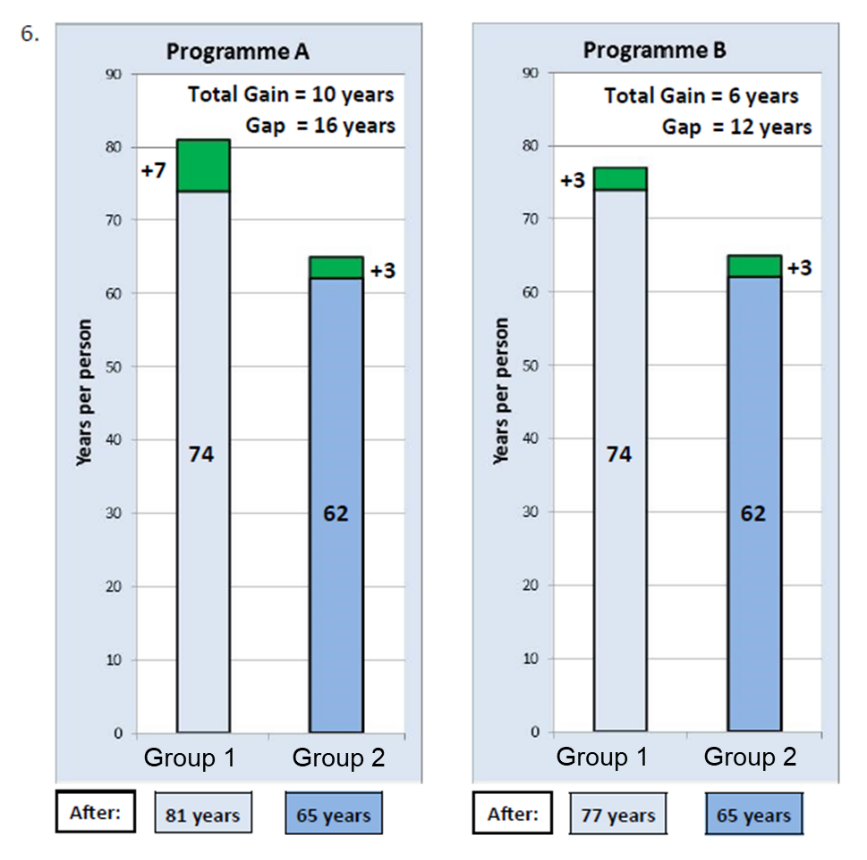 6.
Programme A
Total Gain = 10 years
Gap = 16 years
90
80
70
60
50
40
30
20
10
0
Years per person
+7
+3
74
62
Group 1
Group 2
After:
81 years
65 years
Programme B
Total Gain = 6 years
Gap = 12 years
90
80
70
60
50
40
30
20
10
0
Years per person
+3
+3
74
62
Group 1
Group 2
After:
77 years
65 years